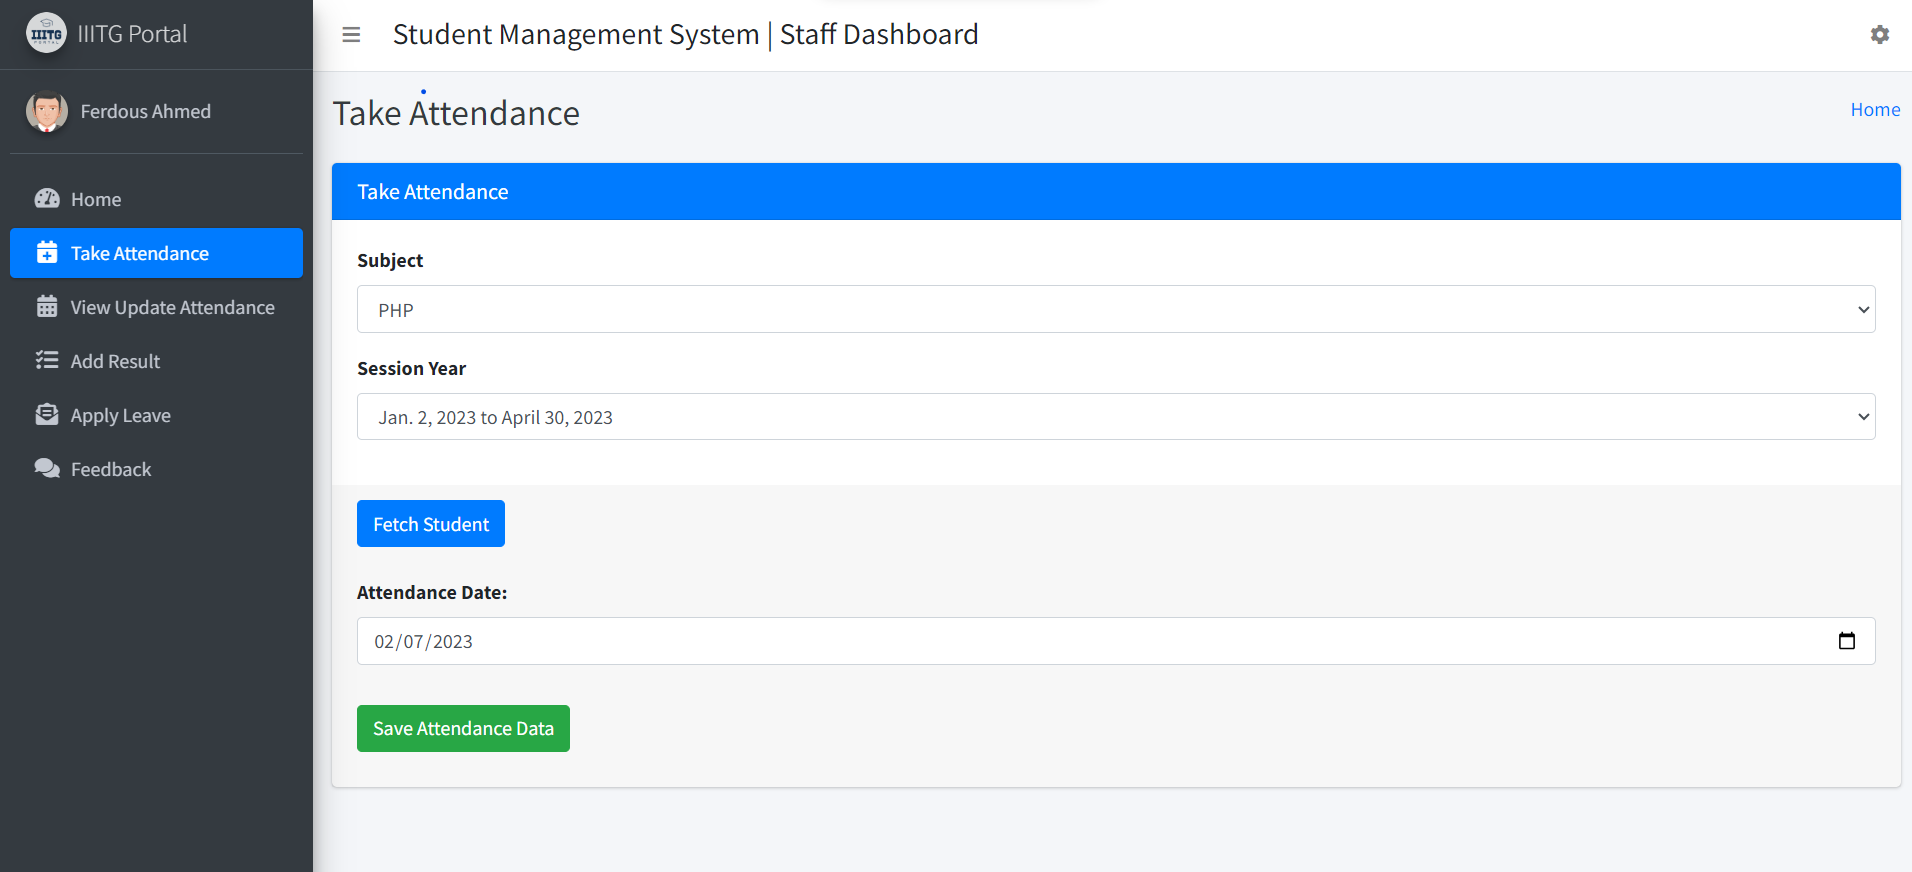 IIITG
PORTAL
IIITG Portal
Student Management System | Staff Dashboard
Ferdous Ahmed
Home
Take Attendance
View Update Attendance
Add Result
Apply Leave
Feedback
Take Attendance
Home
Take Attendance
Subject
PHP
Session Year
Jan. 2, 2023 to April 30, 2023
Fetch Student
Attendance Date:
02/07/2023
Save Attendance Data